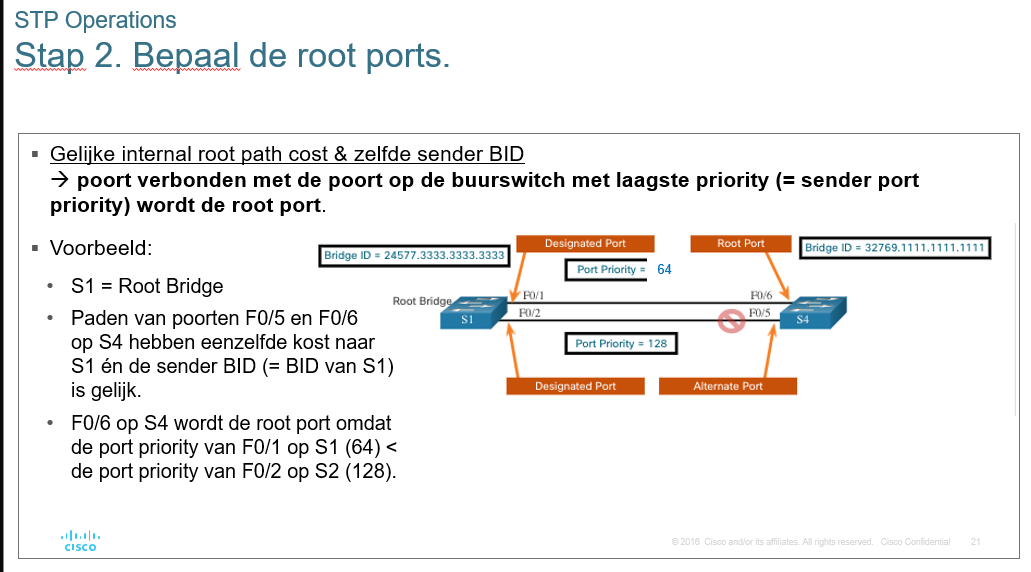 STP Operations
Stap 2. Bepaal de root ports.
▪ Gelijke internal root path cost & zelfde sender BID
→ poort verbonden met de poort op de buurswitch met laagste priority (= sender port
priority) wordt de root port.
▪ Voorbeeld:
• S1 = Root Bridge
• Paden van poorten F0/5 en F0/6
op S4 hebben eenzelfde kost naar
S1 én de sender BID (= BID van S1)
is gelijk.
• F0/6 op S4 wordt de root port omdat
de port priority van F0/1 op S1 (64) <
de port priority van F0/2 op S2 (128).
Designated Port
Root Port
Bridge ID = 24577.3333.3333.3333
Bridge ID = 32769.1111.1111.1111
Port Priority = 64
Root Bridge
F0/1
F0/6
S1
F0/2
F0/5
S4
Port Priority = 128
Designated Port
Alternate Port
CISCO
© 2016 Cisco and/or its affiliates. All rights reserved. Cisco Confidential
21